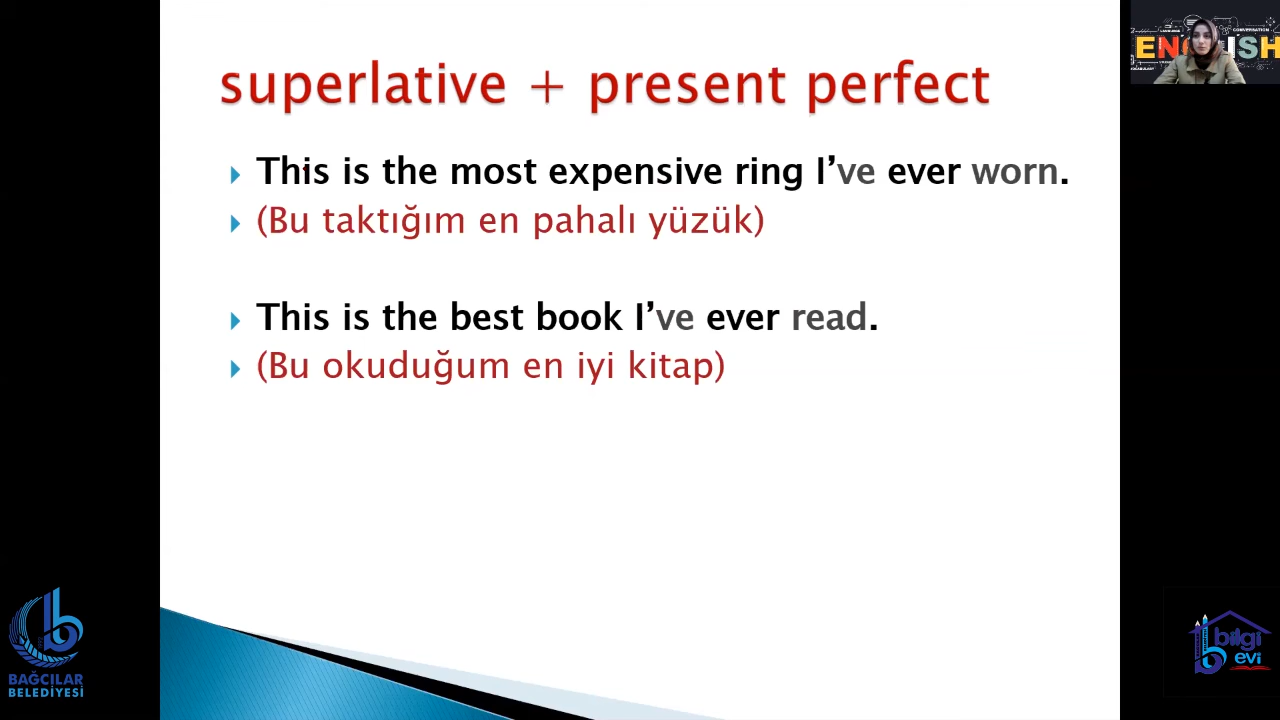 superlative + present perfect
This is the most expensive ring I’ve ever worn.
(Bu taktığım en pahalı yüzük)
This is the best book I’ve ever read.
(Bu okuduğum en iyi kitap)
CONVERSATION
ENGLISH
BAĞCILAR
BELEDİYESİ
bilgi
evi